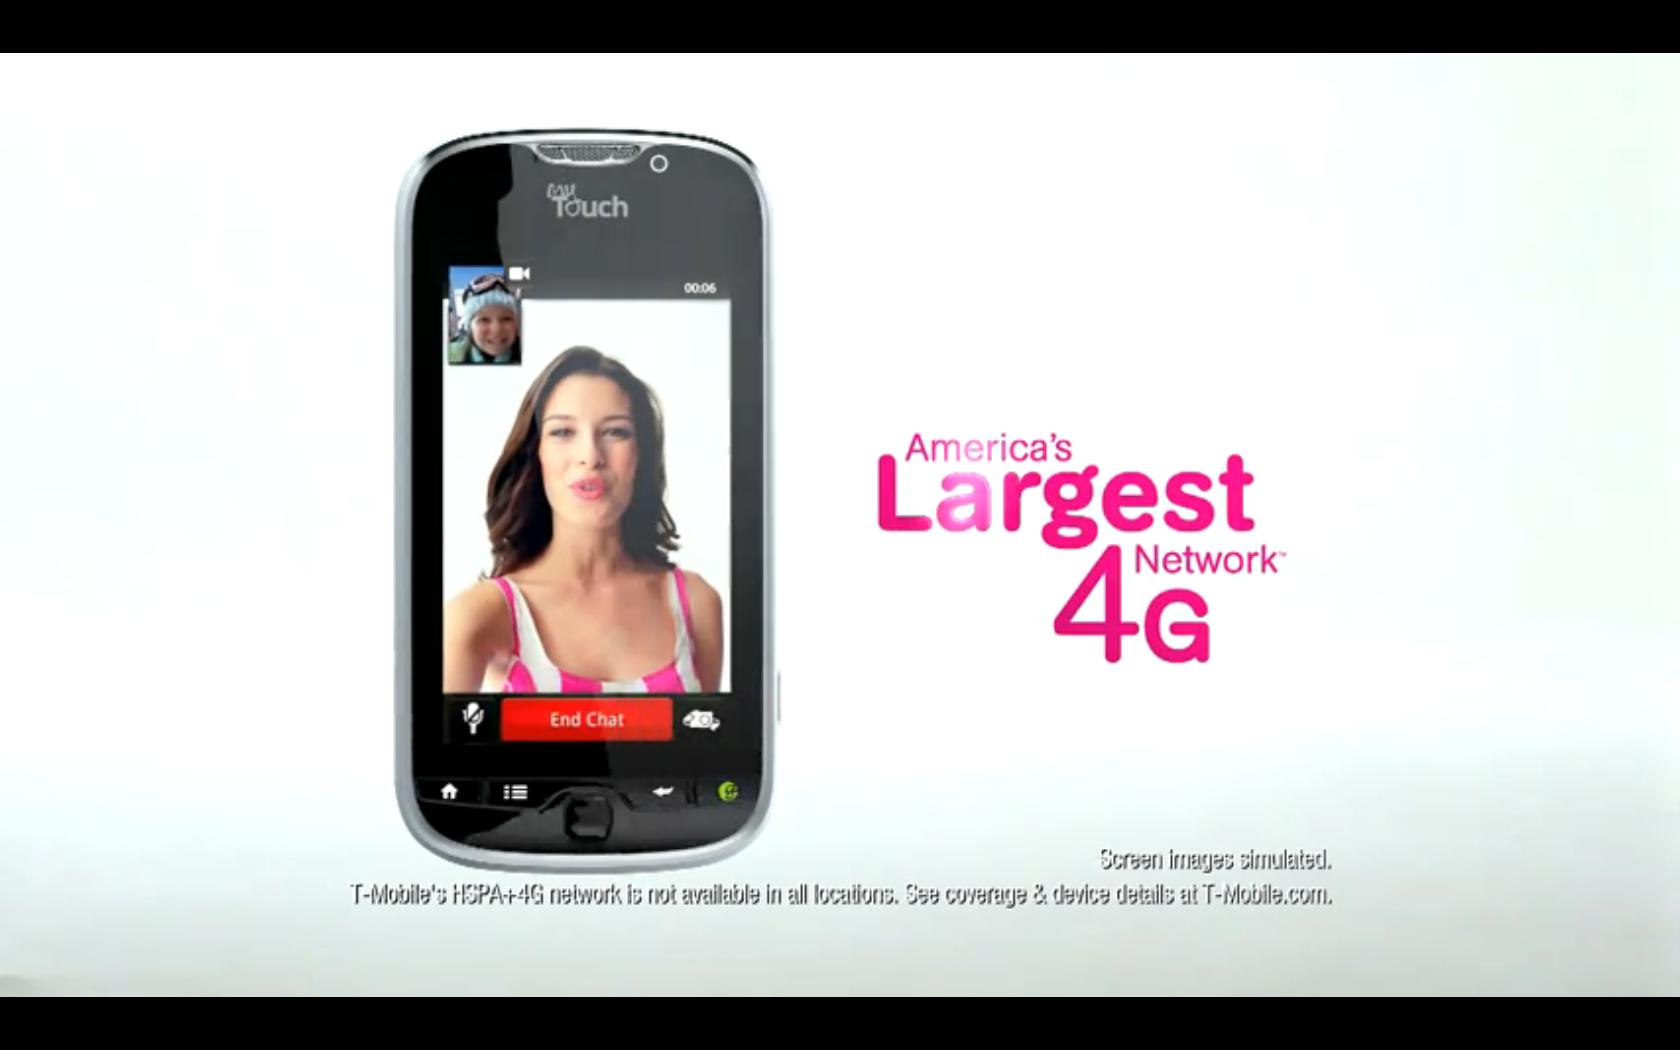 my
Touch
00:06
End Chat
America's
Largest
Network™
4G
Screen images simulated.
T-Mobile's HSPA+4G network is not available in all locations. See coverage & device details at T-Mobile.com.